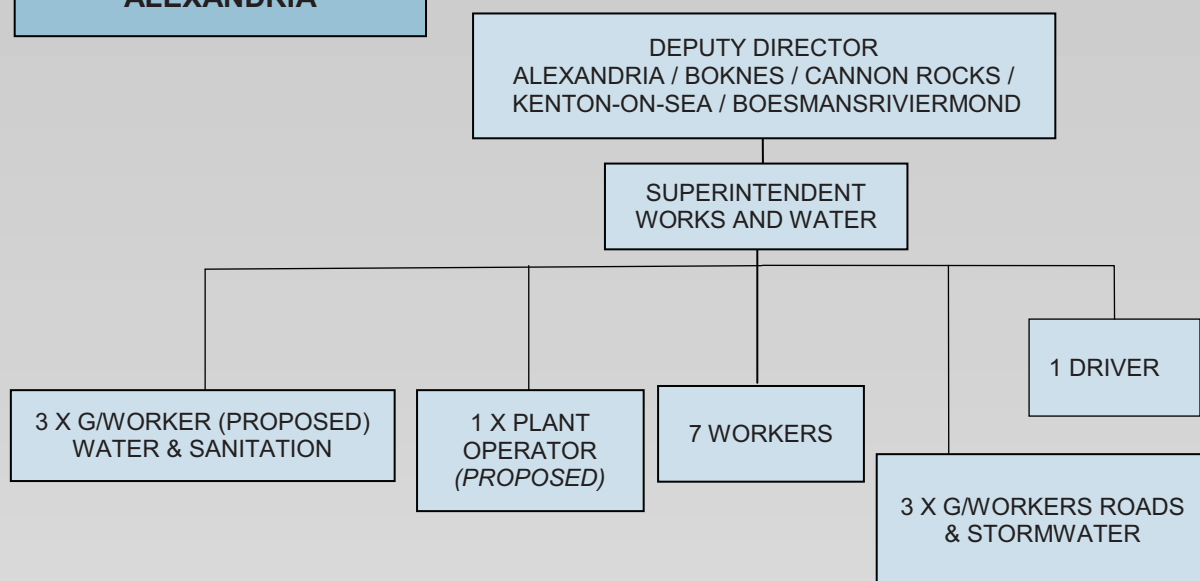 ALEXANDRIA
DEPUTY DIRECTOR
ALEXANDRIA / BOKNES / CANNON ROCKS /
KENTON-ON-SEA / BOESMANSRIVIERMOND
SUPERINTENDENT
WORKS AND WATER
3 X G/WORKER (PROPOSED)
WATER & SANITATION
1 X PLANT
OPERATOR
(PROPOSED)
7 WORKERS
1 DRIVER
3 X G/WORKERS ROADS
& STORMWATER